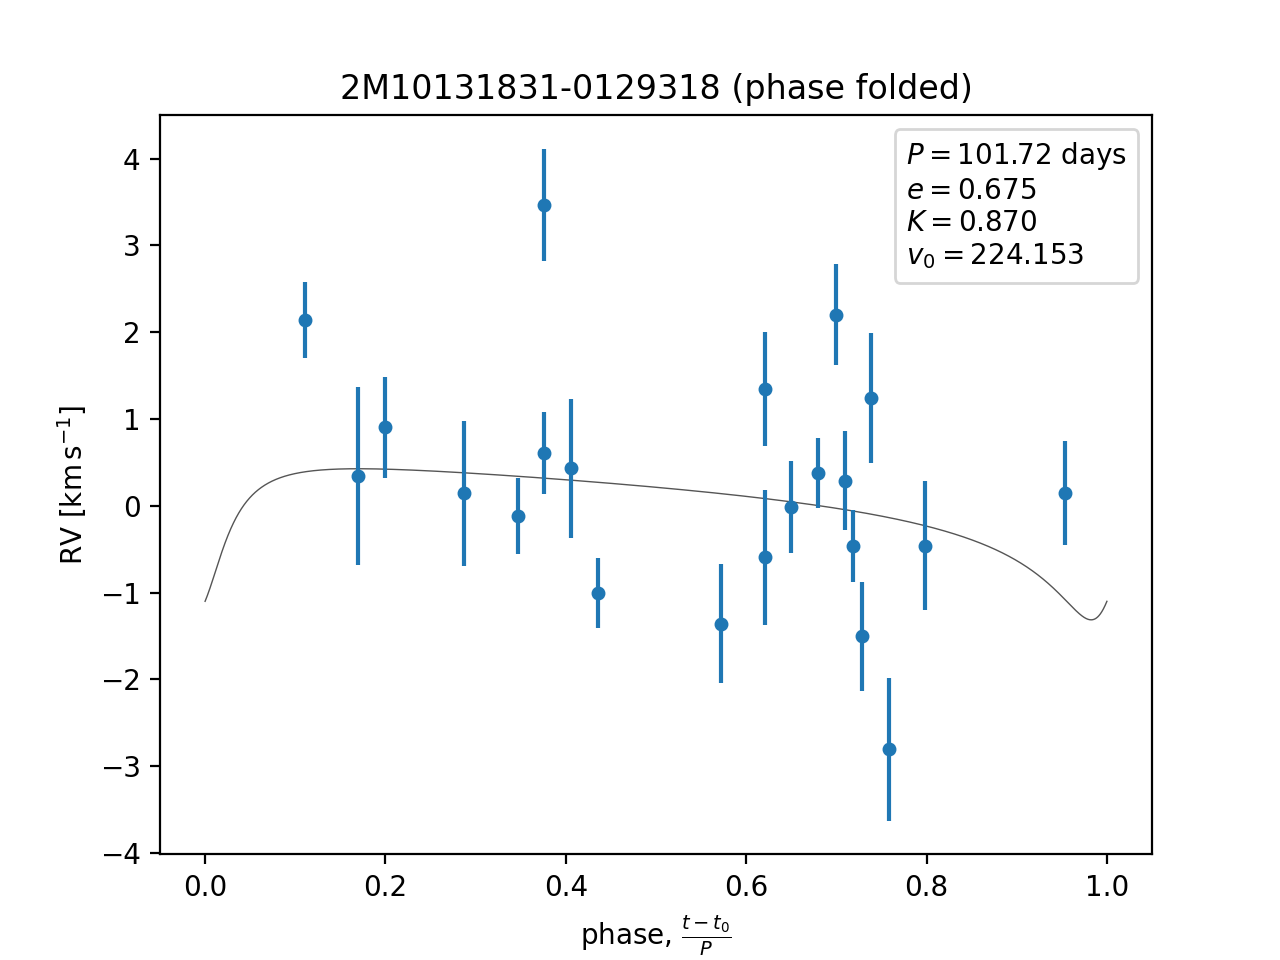 2M10131831-0129318 (phase folded)
P = 101.72 days
e = 0.675
K = 0.870
v₀ = 224.153
RV [km s⁻¹]
4
3
2
1
0
−1
−2
−3
−4
0.0 0.2 0.4 0.6 0.8 1.0
phase, (t − t₀)/P